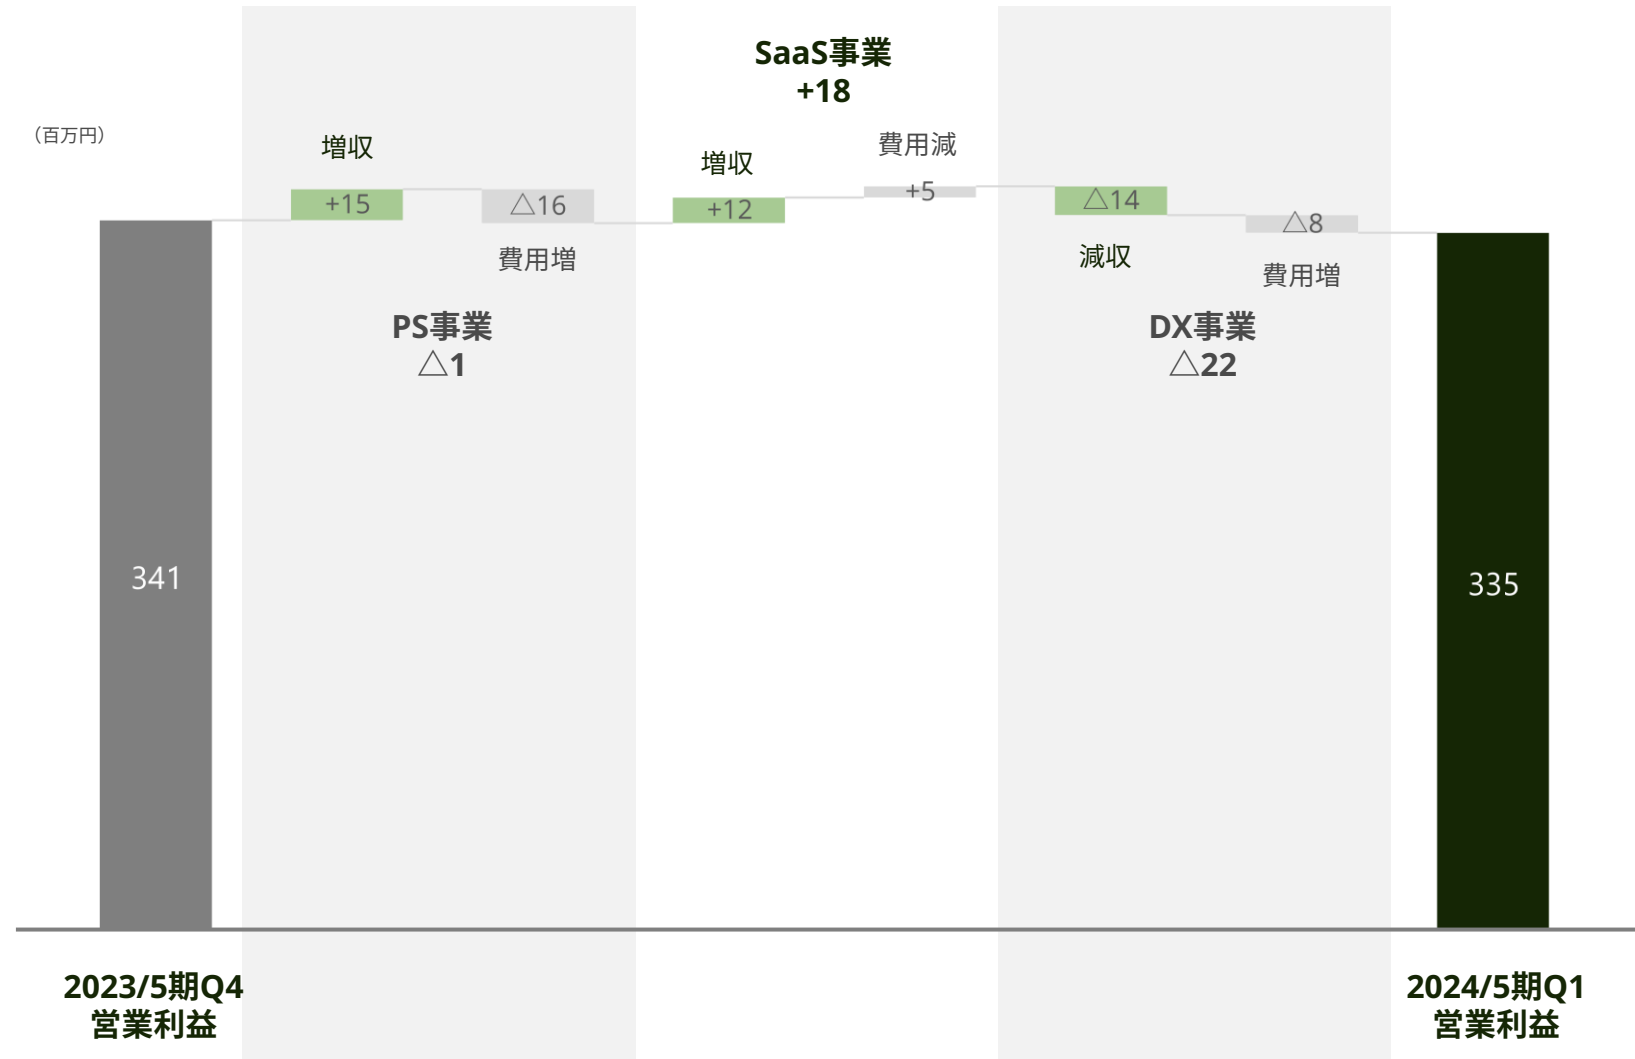 SaaS事業
+18
（百万円）
増収
+15
△16
費用増
PS事業
△1
増収
+12
費用減
+5
△14
減収
△8
費用増
DX事業
△22
341
335
2023/5期Q4
営業利益
2024/5期Q1
営業利益